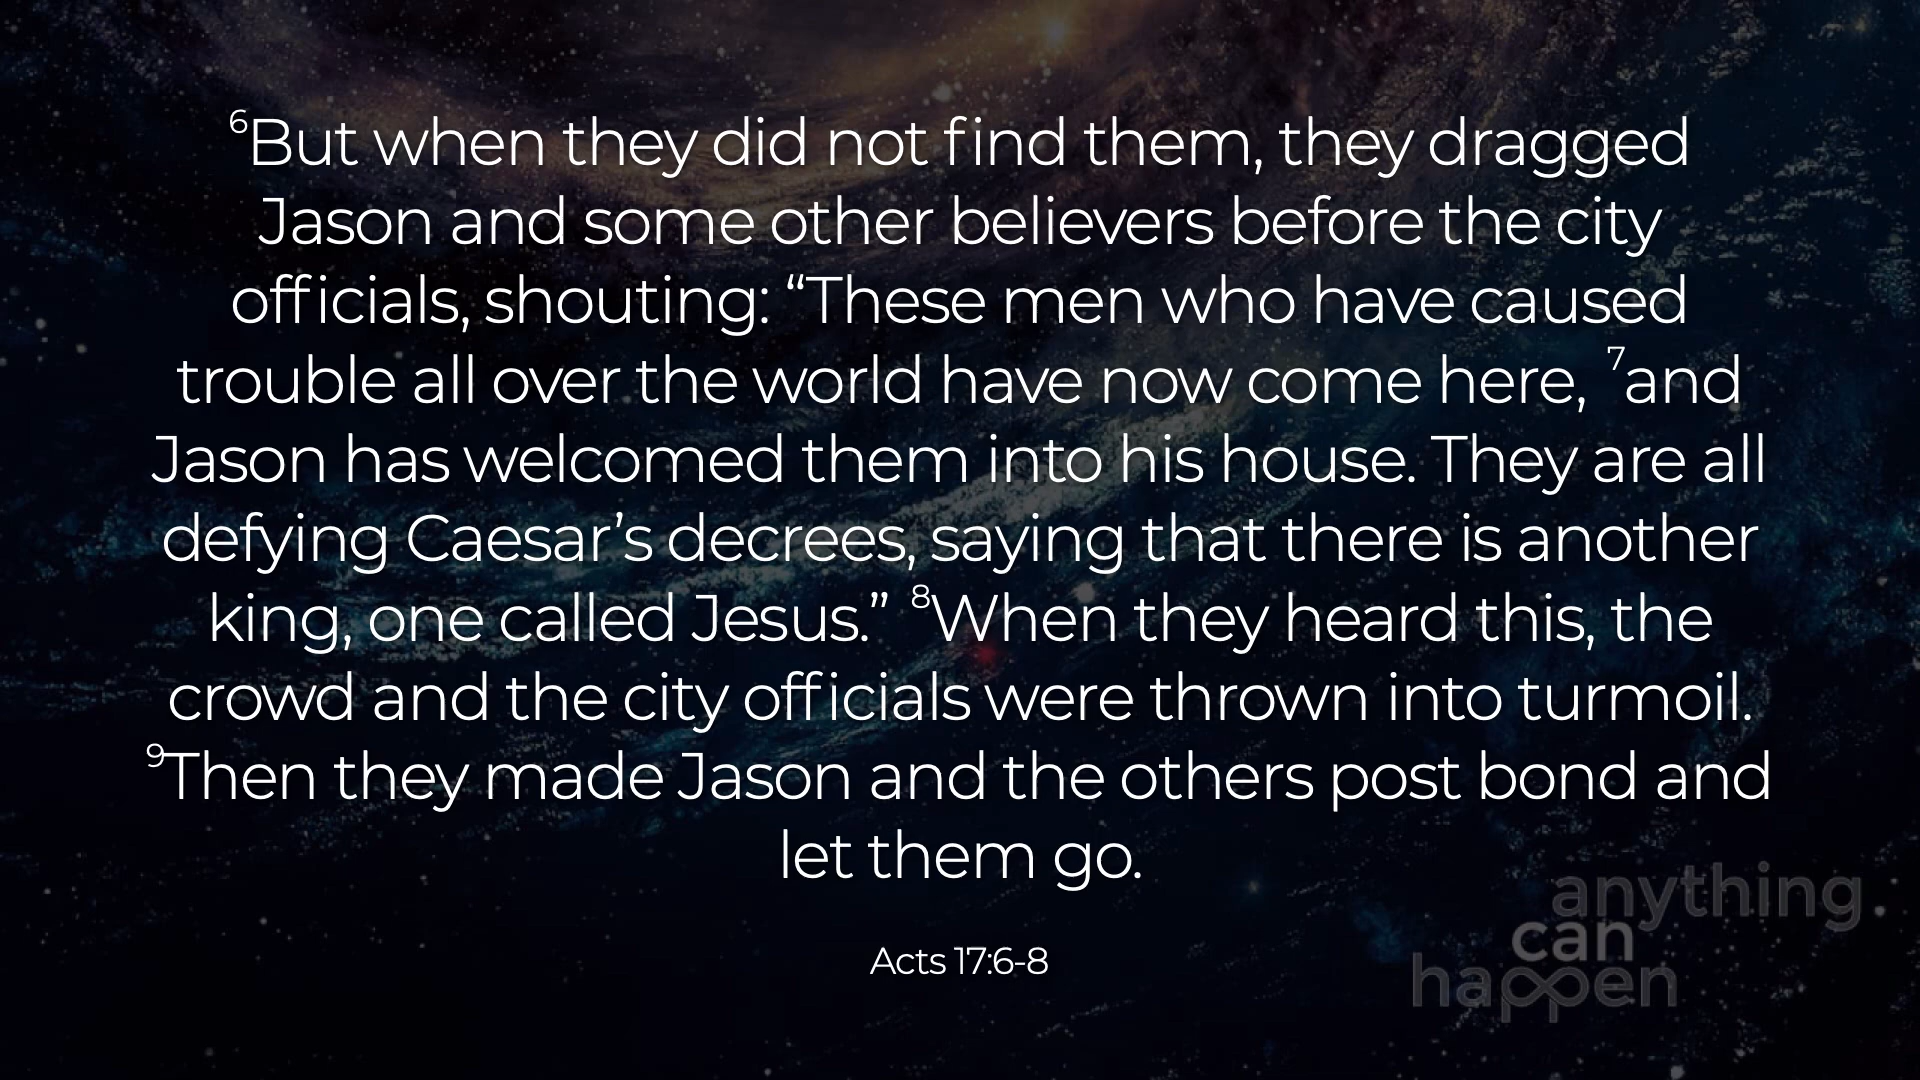 ⁶But when they did not find them, they dragged
Jason and some other believers before the city
officials, shouting: “These men who have caused
trouble all over the world have now come here, ⁷and
Jason has welcomed them into his house. They are all
defying Caesar’s decrees, saying that there is another
king, one called Jesus.” ⁸When they heard this, the
crowd and the city officials were thrown into turmoil.
⁹Then they made Jason and the others post bond and
let them go.
Acts 17:6-8
anything
can
happen